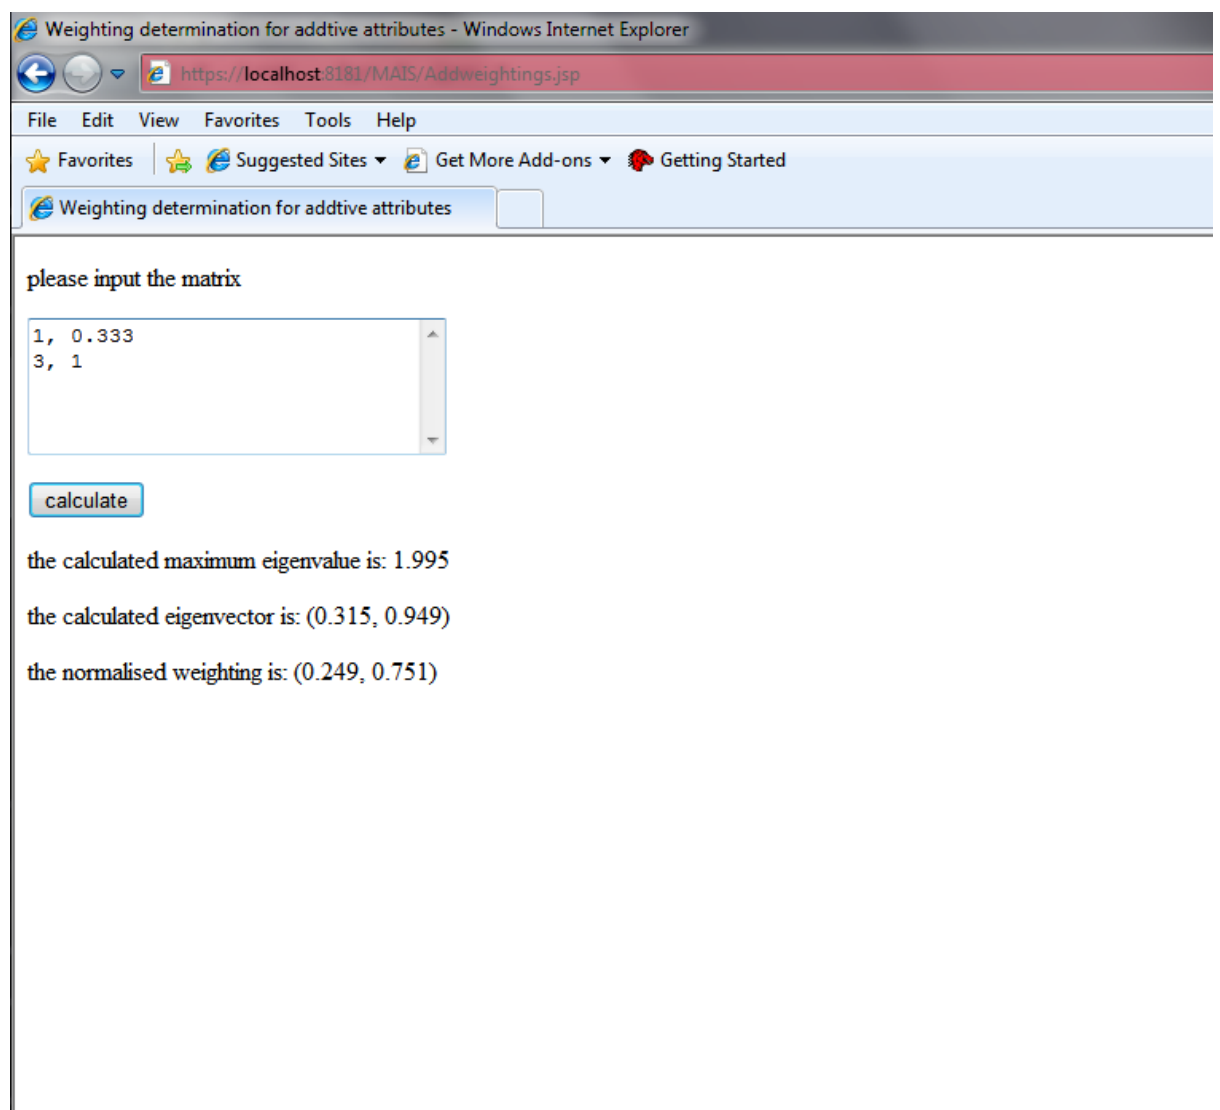 Weighting determination for addtive attributes - Windows Internet Explorer
https://localhost:8181/MAIS/Addweightings.jsp
File Edit View Favorites Tools Help
Favorites Suggested Sites Get More Add-ons Getting Started
Weighting determination for addtive attributes
please input the matrix
1, 0.333
3, 1
calculate
the calculated maximum eigenvalue is: 1.995
the calculated eigenvector is: (0.315, 0.949)
the normalised weighting is: (0.249, 0.751)